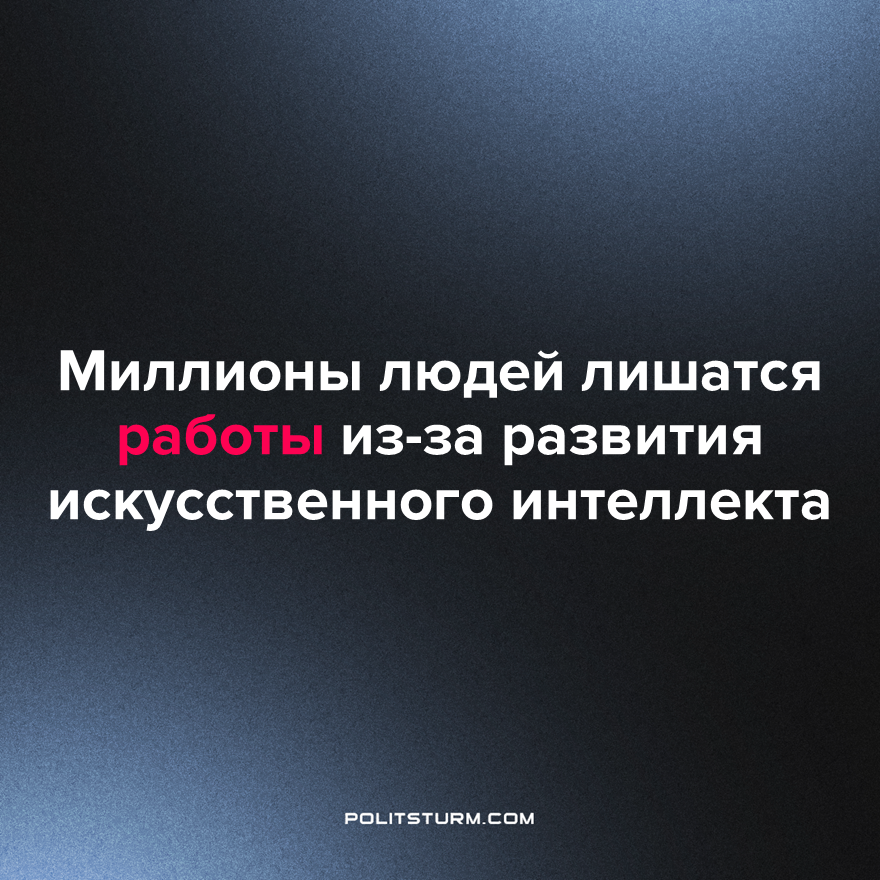 Миллионы людей лишатся
работы из-за развития
искусственного интеллекта
POLITSTURM.COM